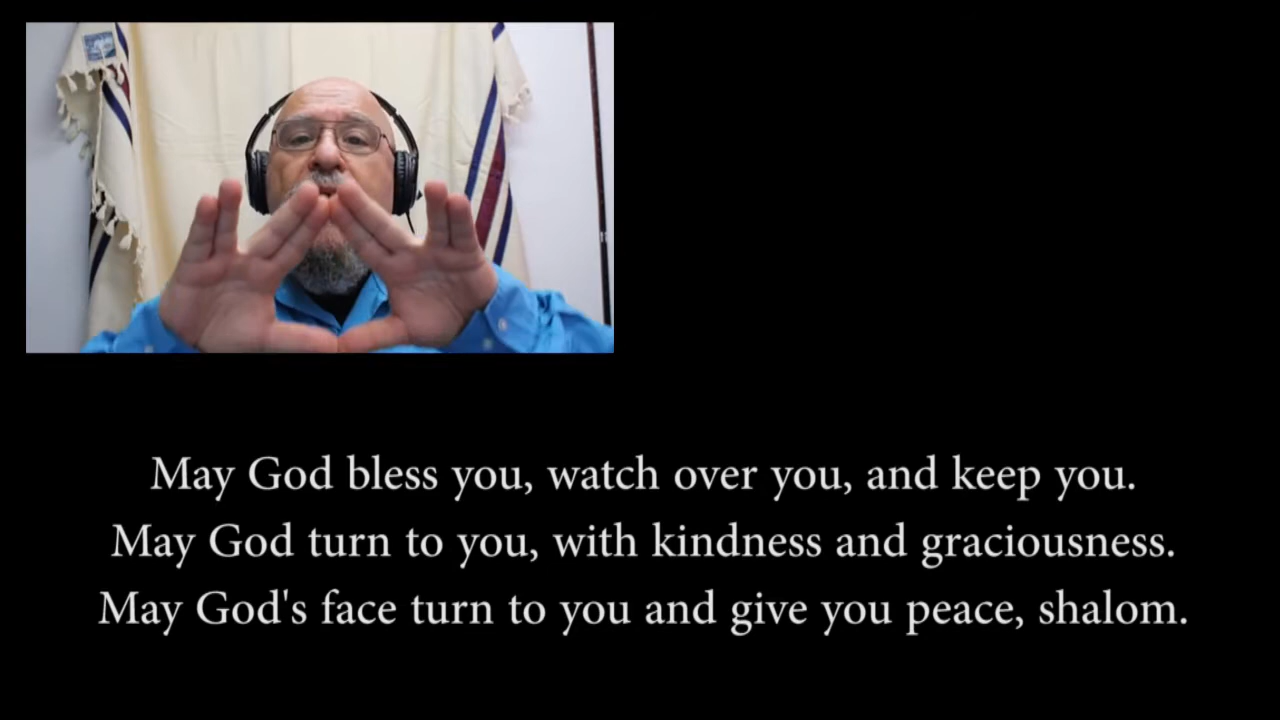 May God bless you, watch over you, and keep you.
May God turn to you, with kindness and graciousness.
May God's face turn to you and give you peace, shalom.